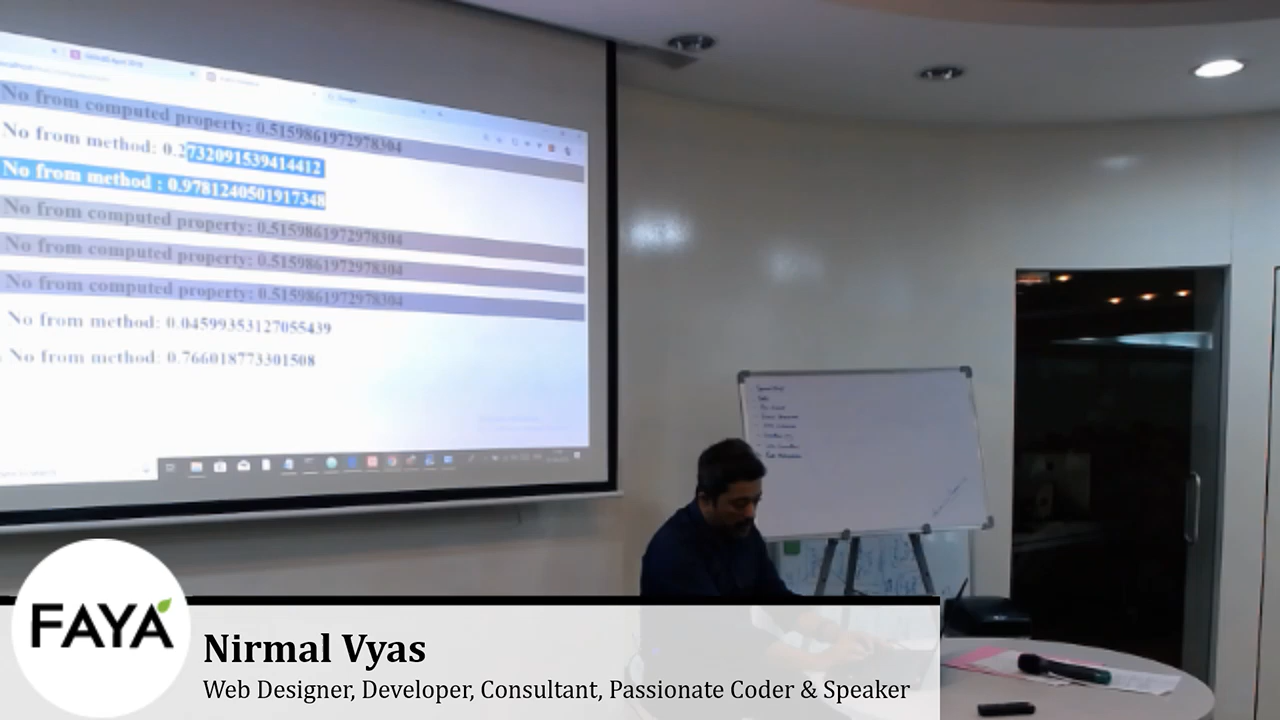 No from computed property: 0.5159861972978304
No from method: 0.2732091539414412
No from method : 0.9781240501917348
No from computed property: 0.5159861972978304
No from computed property: 0.5159861972978304
No from computed property: 0.5159861972978304
No from method: 0.04599353127055439
No from method: 0.766018773301508
FAYA
Nirmal Vyas
Web Designer, Developer, Consultant, Passionate Coder & Speaker